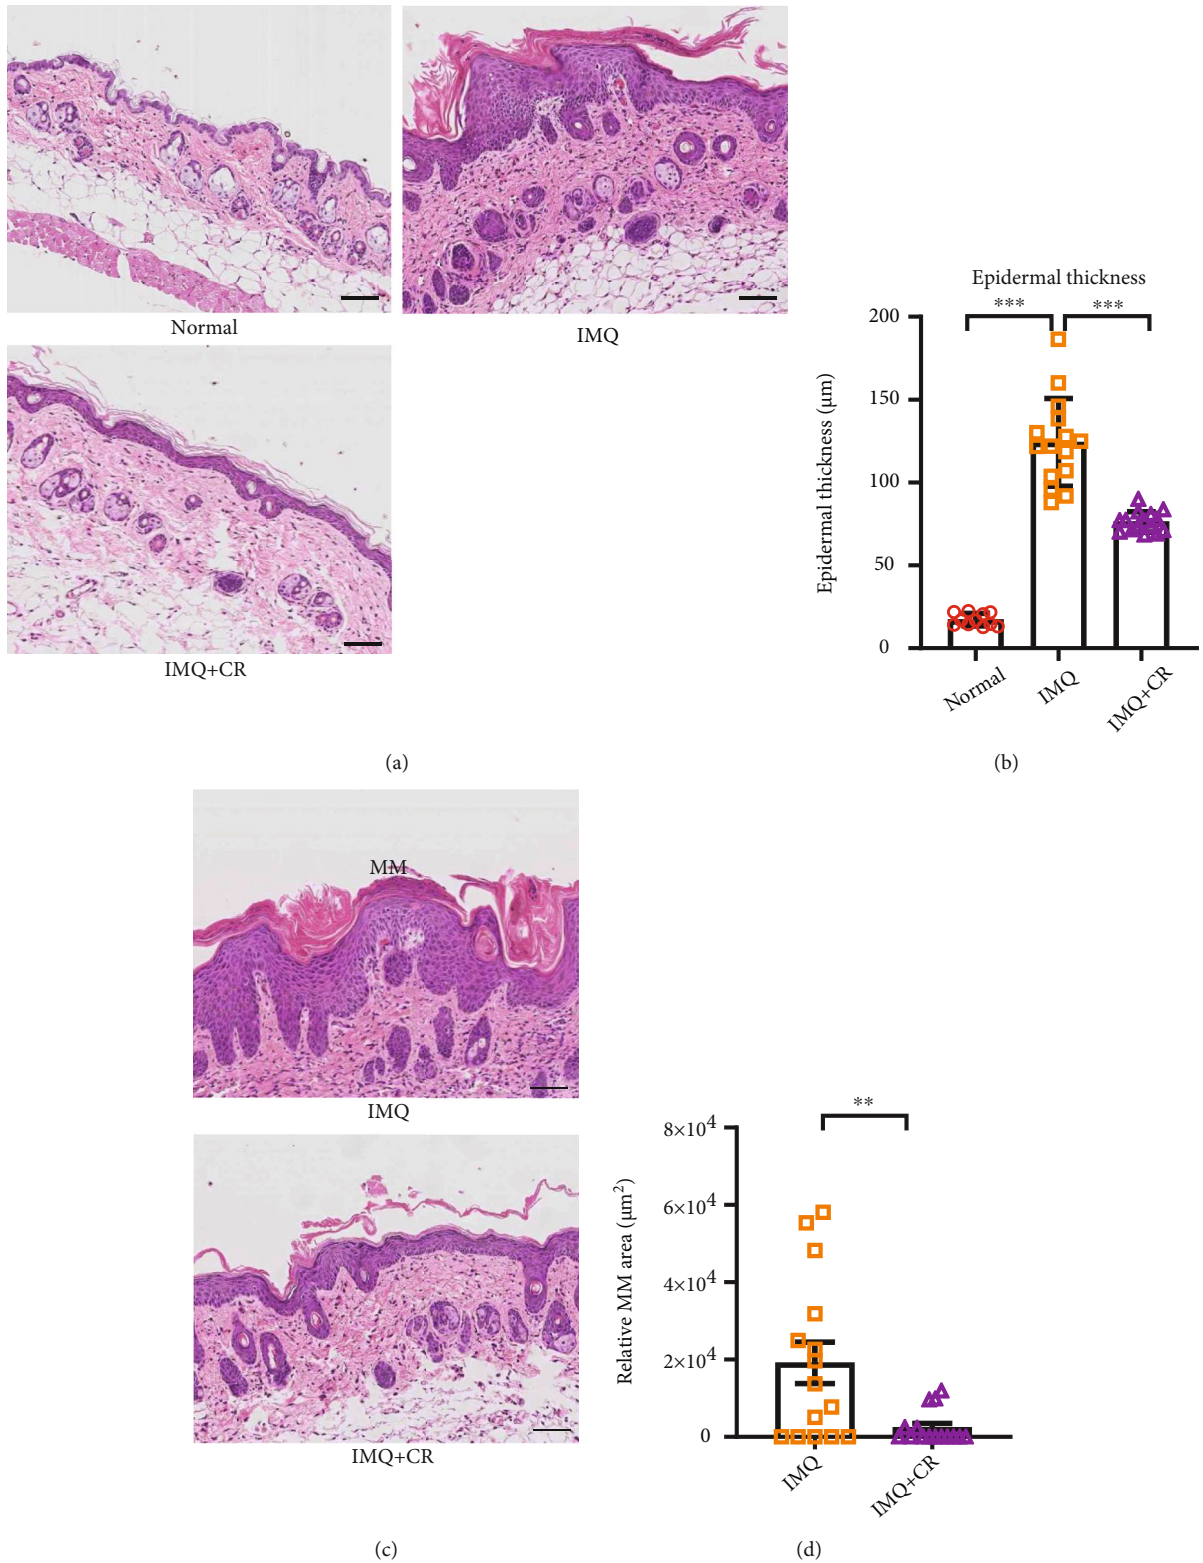 Normal
IMQ
IMQ+CR
(a)
Epidermal thickness
*** ***
Epidermal thickness (μm)
200
150
100
50
0
Normal
IMQ
IMQ+CR
(b)
MM
IMQ
IMQ+CR
(c)
**
Relative MM area (μm²)
8×10⁴
6×10⁴
4×10⁴
2×10⁴
0
IMQ
IMQ+CR
(d)